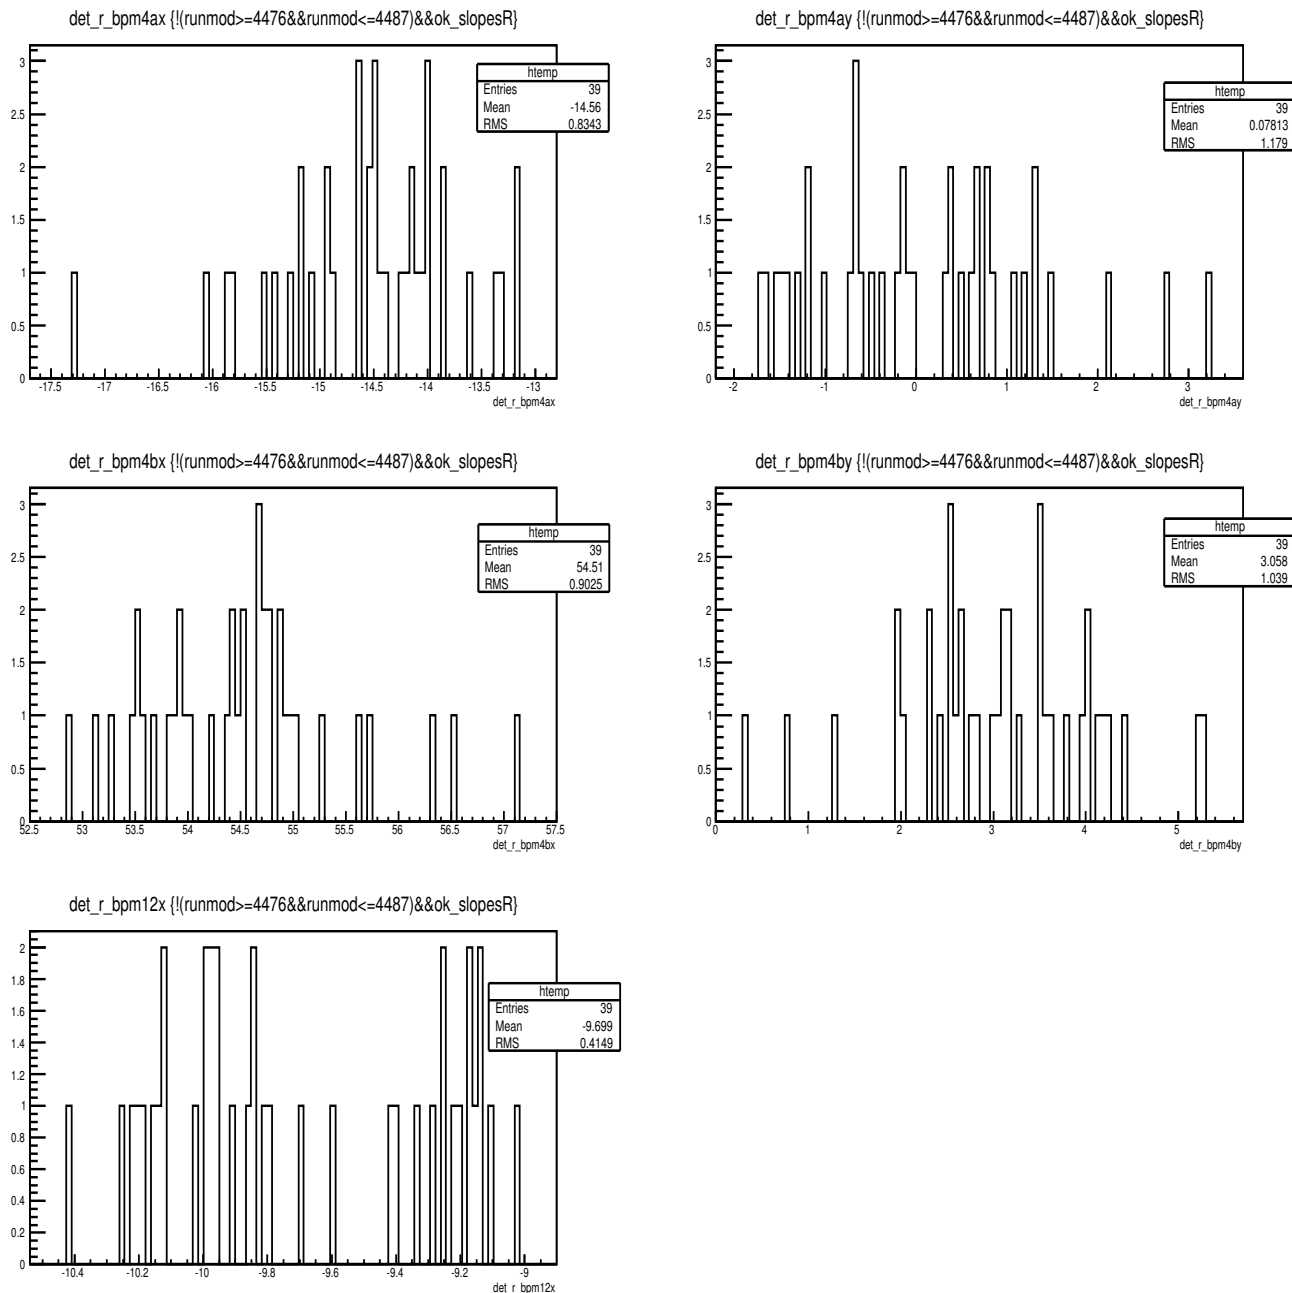 det_r_bpm4ax {!(runmod>=4476&&runmod<=4487)&&ok_slopesR}
htemp
Entries 39
Mean -14.56
RMS 0.8343
3
2.5
2
1.5
1
0.5
0
-17.5 -17 -16.5 -16 -15.5 -15 -14.5 -14 -13.5 -13
det_r_bpm4ax
det_r_bpm4ay {!(runmod>=4476&&runmod<=4487)&&ok_slopesR}
htemp
Entries 39
Mean 0.07813
RMS 1.179
3
2.5
2
1.5
1
0.5
0
-2 -1 0 1 2 3
det_r_bpm4ay
det_r_bpm4bx {!(runmod>=4476&&runmod<=4487)&&ok_slopesR}
htemp
Entries 39
Mean 54.51
RMS 0.9025
3
2.5
2
1.5
1
0.5
0
52.5 53 53.5 54 54.5 55 55.5 56 56.5 57 57.5
det_r_bpm4bx
det_r_bpm4by {!(runmod>=4476&&runmod<=4487)&&ok_slopesR}
htemp
Entries 39
Mean 3.058
RMS 1.039
3
2.5
2
1.5
1
0.5
0
0 1 2 3 4 5
det_r_bpm4by
det_r_bpm12x {!(runmod>=4476&&runmod<=4487)&&ok_slopesR}
htemp
Entries 39
Mean -9.699
RMS 0.4149
2
1.8
1.6
1.4
1.2
1
0.8
0.6
0.4
0.2
0
-10.4 -10.2 -10 -9.8 -9.6 -9.4 -9.2 -9
det_r_bpm12x